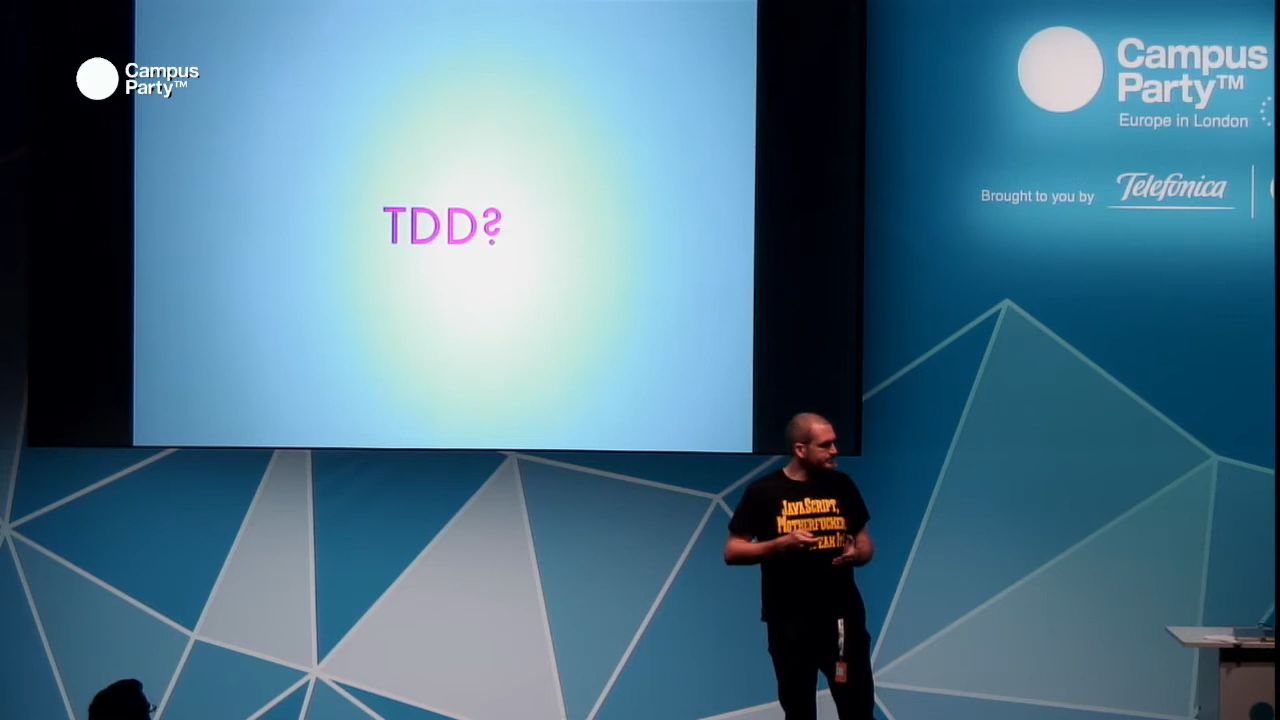 Campus
Party™
TDD?
Campus
Party™
Europe in London
Brought to you by
Telefonica
JavaScript,
Motherfucker,